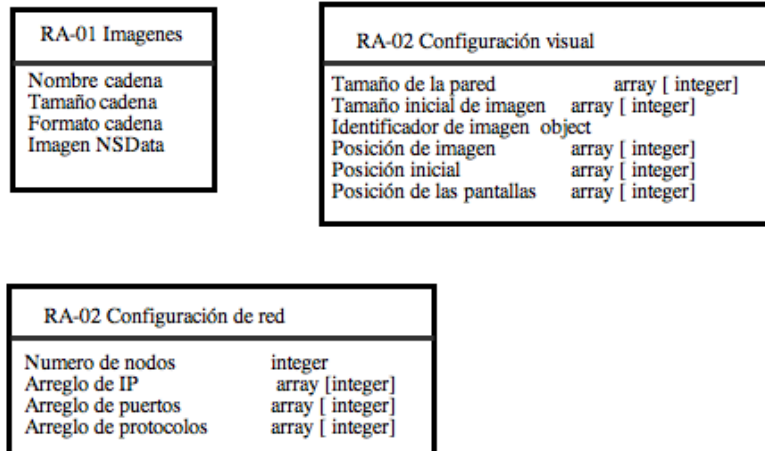 RA-01 Imagenes
Nombre cadena
Tamaño cadena
Formato cadena
Imagen NSData
RA-02 Configuración visual
Tamaño de la pared array [ integer]
Tamaño inicial de imagen array [ integer]
Identificador de imagen object
Posición de imagen array [ integer]
Posición inicial array [ integer]
Posición de las pantallas array [ integer]
RA-02 Configuración de red
Numero de nodos integer
Arreglo de IP array [integer]
Arreglo de puertos array [ integer]
Arreglo de protocolos array [ integer]